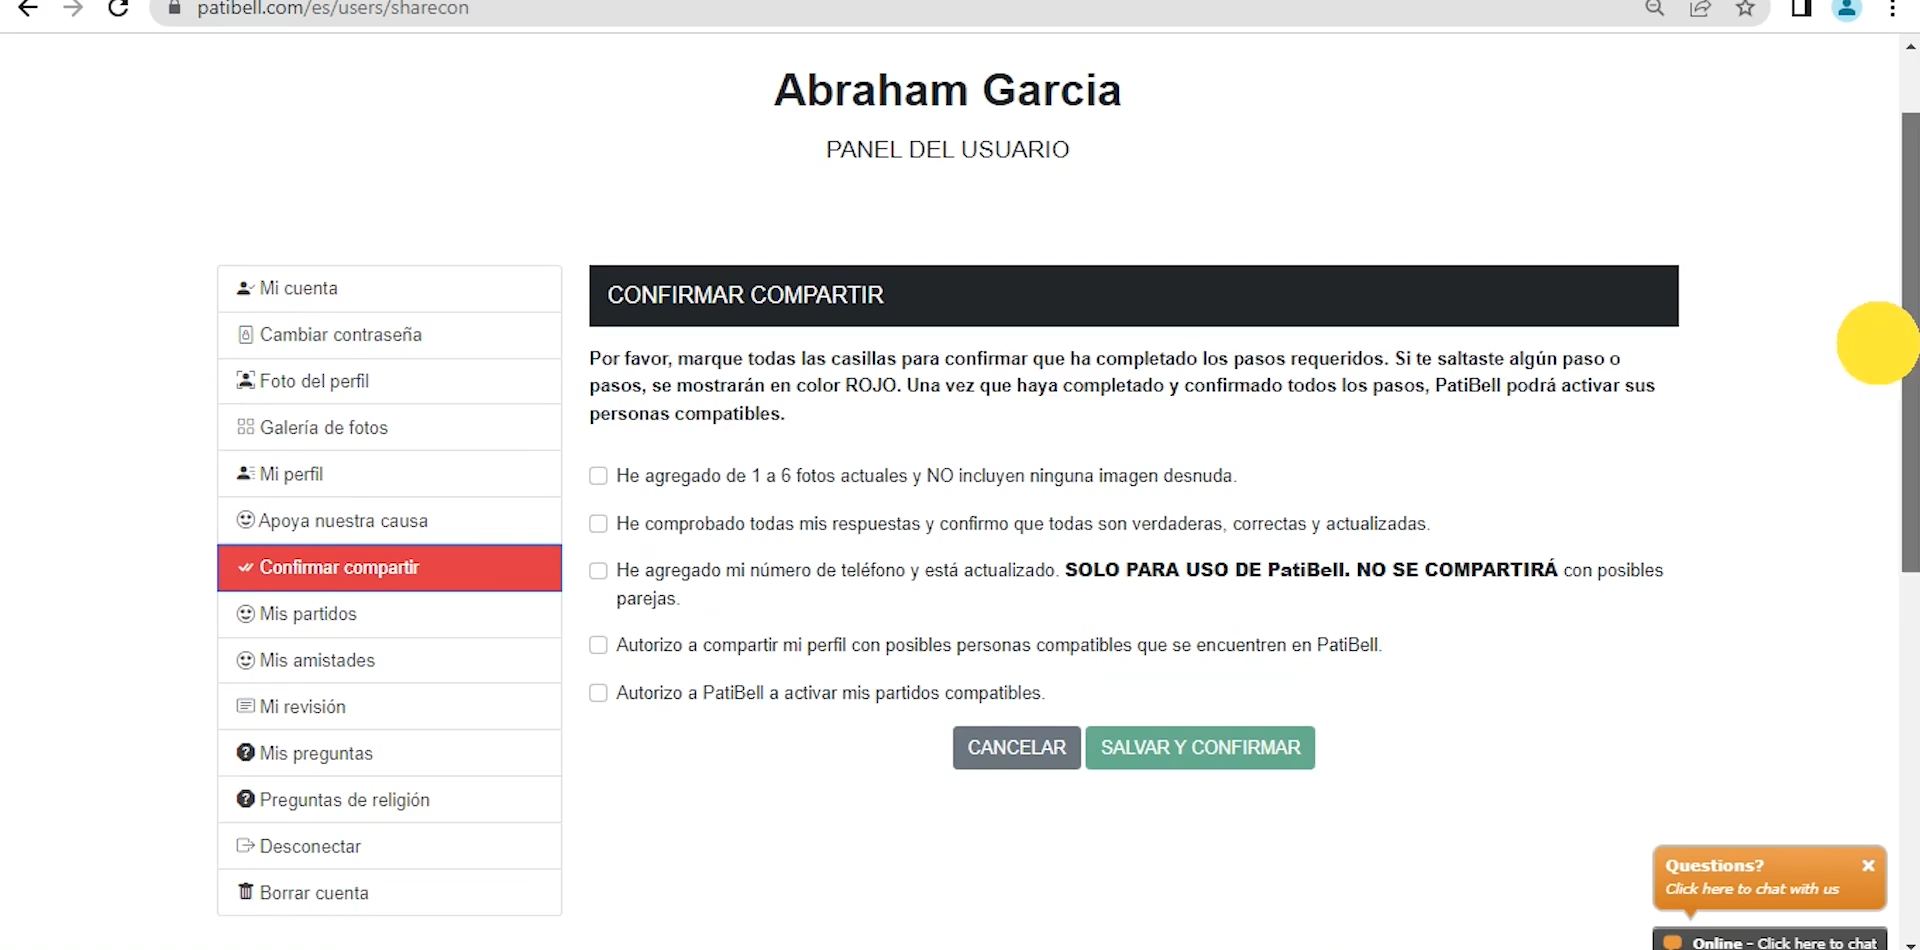 patibell.com/es/users/sharecon
Abraham Garcia
PANEL DEL USUARIO
Mi cuenta
Cambiar contraseña
Foto del perfil
Galería de fotos
Mi perfil
Apoya nuestra causa
Confirmar compartir
Mis partidos
Mis amistades
Mi revisión
Mis preguntas
Preguntas de religión
Desconectar
Borrar cuenta
CONFIRMAR COMPARTIR
Por favor, marque todas las casillas para confirmar que ha completado los pasos requeridos. Si te saltaste algún paso o
pasos, se mostrarán en color ROJO. Una vez que haya completado y confirmado todos los pasos, PatiBell podrá activar sus
personas compatibles.
He agregado de 1 a 6 fotos actuales y NO incluyen ninguna imagen desnuda.
He comprobado todas mis respuestas y confirmo que todas son verdaderas, correctas y actualizadas.
He agregado mi número de teléfono y está actualizado. SOLO PARA USO DE PatiBell. NO SE COMPARTIRÁ con posibles
parejas.
Autorizo a compartir mi perfil con posibles personas compatibles que se encuentren en PatiBell.
Autorizo a PatiBell a activar mis partidos compatibles.
CANCELAR
SALVAR Y CONFIRMAR
Questions?
Click here to chat with us
Online - Click here to chat